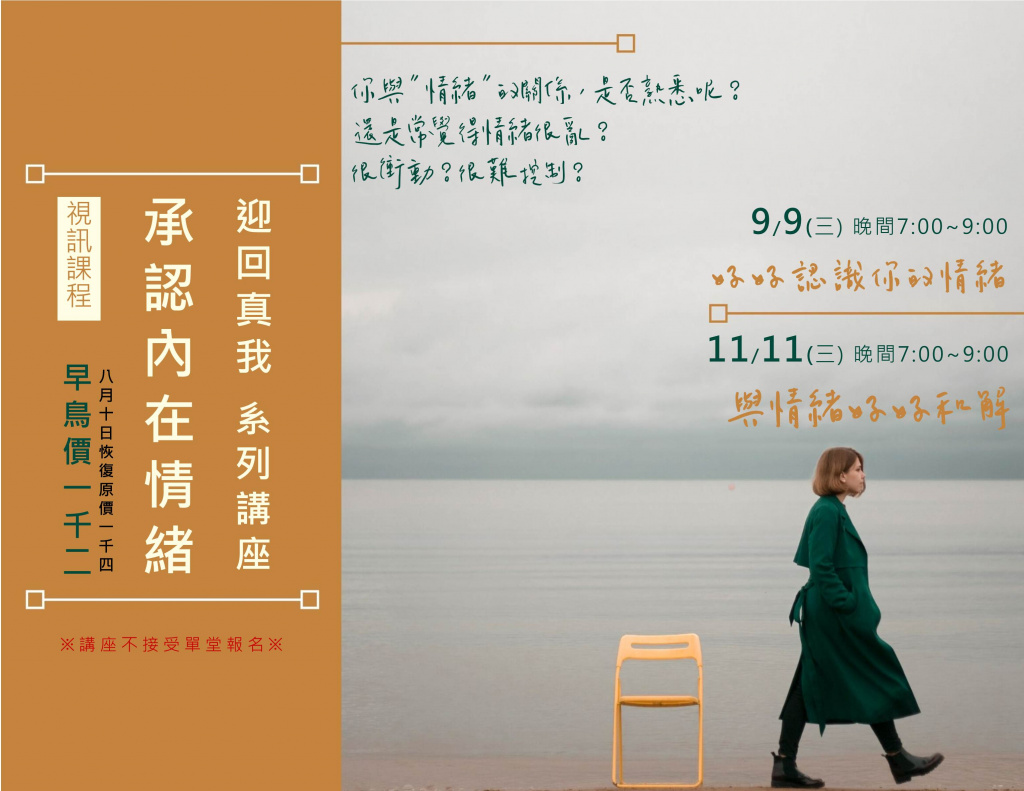 迎回真我 系列講座
承認內在情緒
視訊課程
八月十日恢復原價一千四
早鳥價一千二
※講座不接受單堂報名※
你與"情緒"的關係，是否熟悉呢？
還是常覺得情緒很亂？
很衝動？很難控制？
9/9(三) 晚間7:00~9:00
好好認識你的情緒
11/11(三) 晚間7:00~9:00
與情緒好好和解